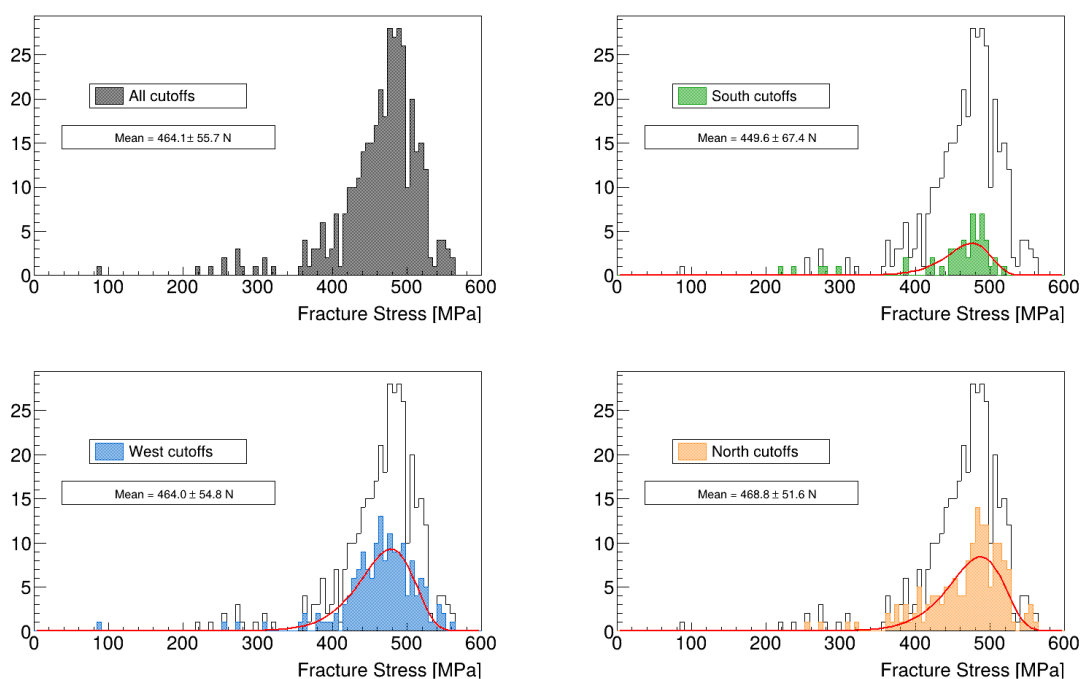 25
20
15
10
5
0
All cutoffs
Mean = 464.1± 55.7 N
0 100 200 300 400 500 600
Fracture Stress [MPa]
25
20
15
10
5
0
South cutoffs
Mean = 449.6 ± 67.4 N
0 100 200 300 400 500 600
Fracture Stress [MPa]
25
20
15
10
5
0
West cutoffs
Mean = 464.0 ± 54.8 N
0 100 200 300 400 500 600
Fracture Stress [MPa]
25
20
15
10
5
0
North cutoffs
Mean = 468.8 ± 51.6 N
0 100 200 300 400 500 600
Fracture Stress [MPa]